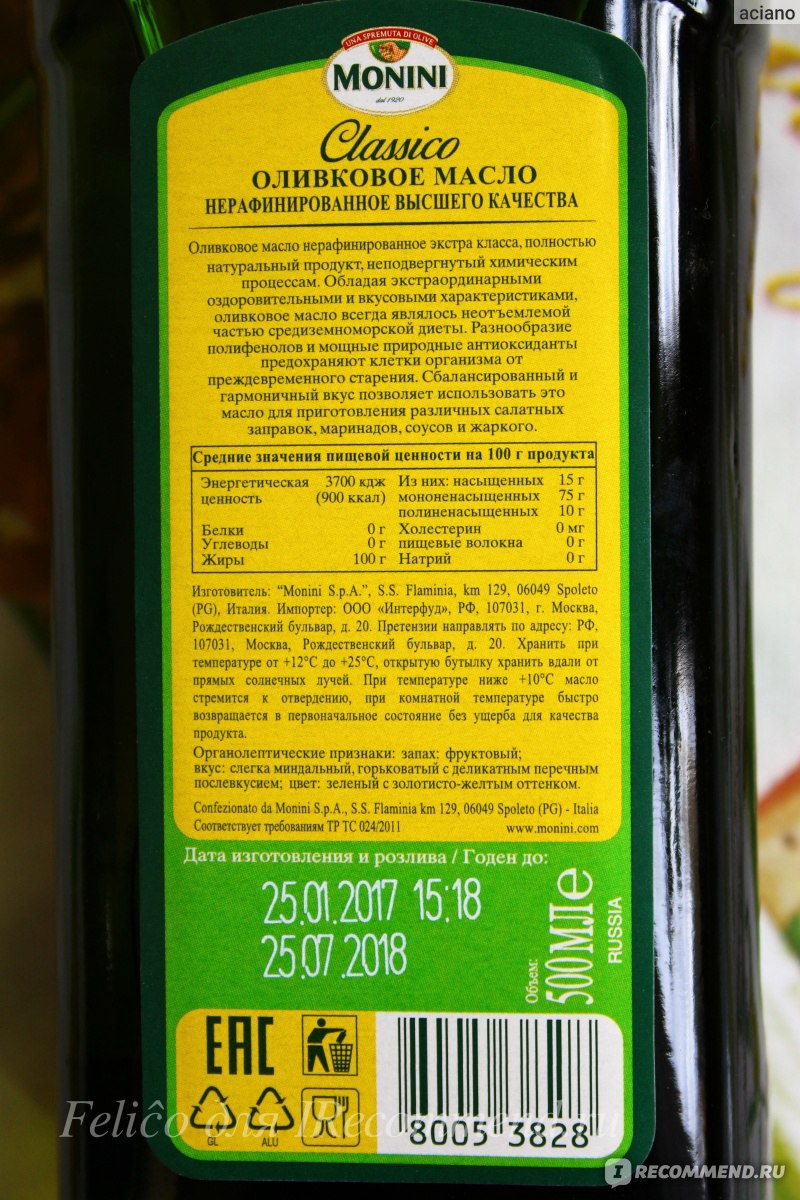 aciano
UNA SPREMUTA DI OLIVE
MONINI
dal 1920
Classico
ОЛИВКОВОЕ МАСЛО
НЕРАФИНИРОВАННОЕ ВЫСШЕГО КАЧЕСТВА
Оливковое масло нерафинированное экстра класса, полностью
натуральный продукт, неподвергнутый химическим
процессам. Обладая экстраординарными
оздоровительными и вкусовыми характеристиками,
оливковое масло всегда являлось неотъемлемой
частью средиземноморской диеты. Разнообразие
полифенолов и мощные природные антиоксиданты
предохраняют клетки организма от
преждевременного старения. Сбалансированный и
гармоничный вкус позволяет использовать это
масло для приготовления различных салатных
заправок, маринадов, соусов и жаркого.
Средние значения пищевой ценности на 100 г продукта
Энергетическая 3700 кдж Из них: насыщенных 15 г
ценность (900 ккал) мононенасыщенных 75 г
полиненасыщенных 10 г
Белки 0 г Холестерин 0 мг
Углеводы 0 г пищевые волокна 0 г
Жиры 100 г Натрий 0 г
Изготовитель: “Monini S.p.A.”, S.S. Flaminia, km 129, 06049 Spoleto
(PG), Италия. Импортер: ООО «Интерфуд», РФ, 107031, г. Москва,
Рождественский бульвар, д. 20. Претензии направлять по адресу: РФ,
107031, Москва, Рождественский бульвар, д. 20. Хранить при
температуре от +12°С до +25°С, открытую бутылку хранить вдали от
прямых солнечных лучей. При температуре ниже +10°С масло
стремится к отвердению, при комнатной температуре быстро
возвращается в первоначальное состояние без ущерба для качества
продукта.
Органолептические признаки: запах: фруктовый;
вкус: слегка миндальный, горьковатый с деликатным перечным
послевкусием; цвет: зеленый с золотисто-желтым оттенком.
Confezionato da Monini S.p.A., S.S. Flaminia km 129, 06049 Spoleto (PG) - Italia
Соответствует требованиям ТР ТС 024/2011 www.monini.com
Дата изготовления и розлива / Годен до:
25.01.2017 15:18
25.07.2018
Объем:
500 МЛ e
RUSSIA
EAC
GL ALU
8005 3828
Feliĉo для IRecommend.ru
IRECOMMEND.RU